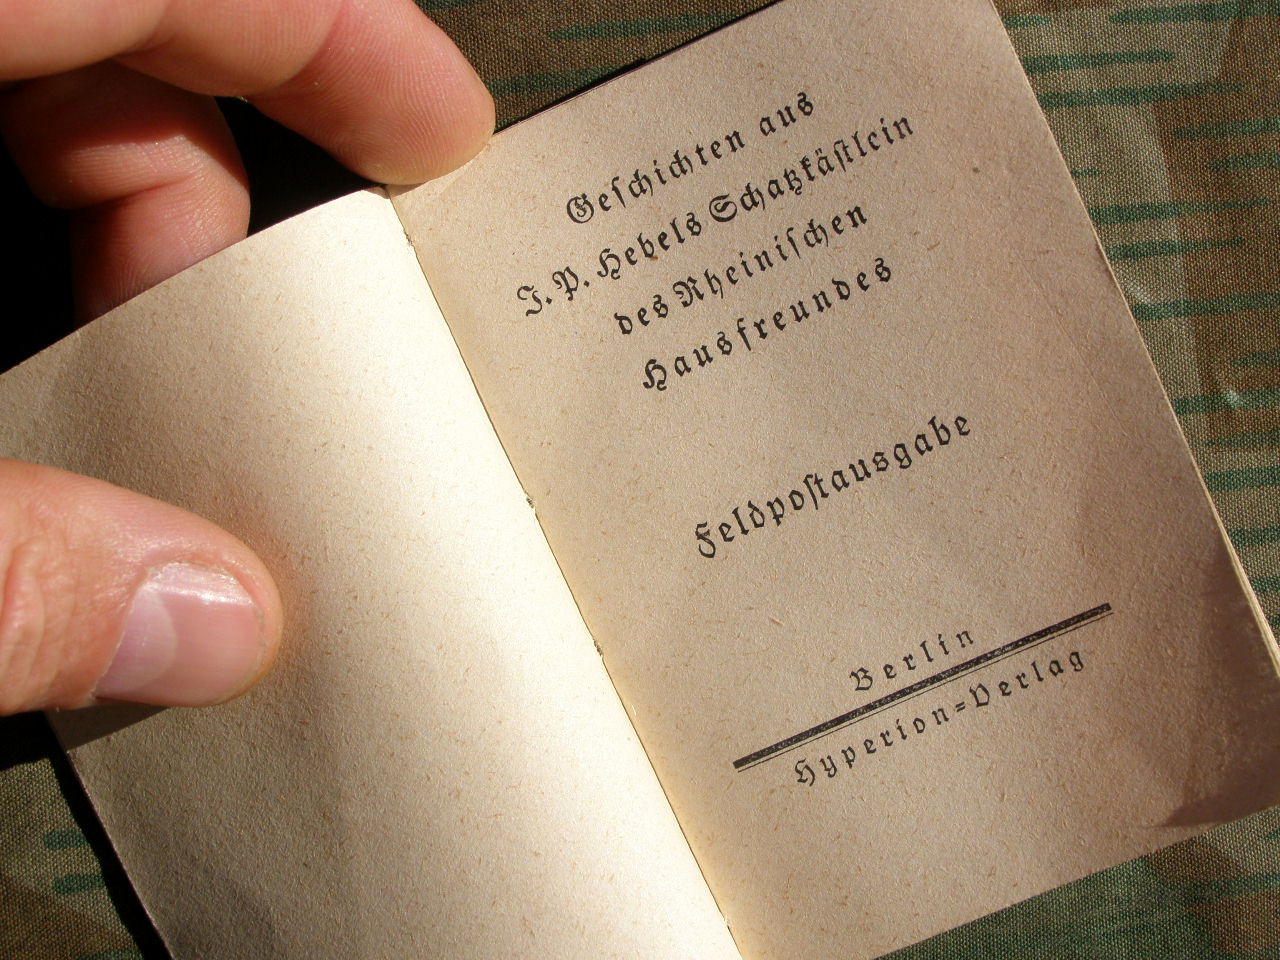 Geſchichten aus
J. P. Hebels Schatzkäſtlein
des Rheiniſchen
Hausfreundes
Feldpoſtausgabe
Berlin
Hyperion=Verlag